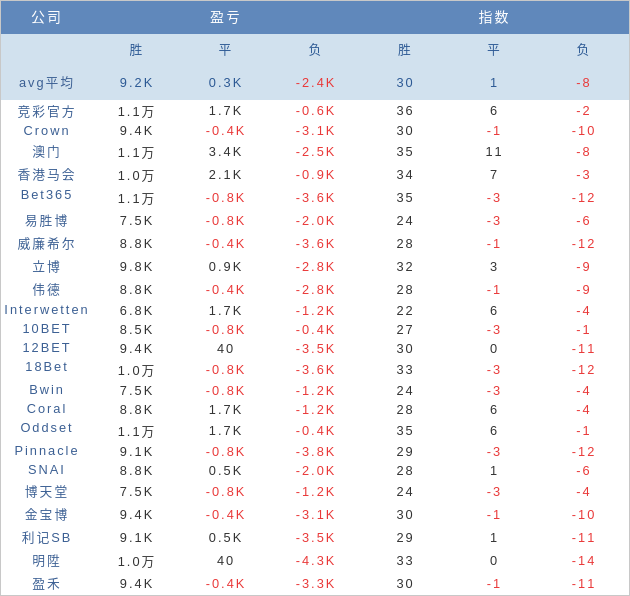 公司 盈亏 指数
胜 平 负 胜 平 负
avg平均 9.2K 0.3K -2.4K 30 1 -8
竞彩官方 1.1万 1.7K -0.6K 36 6 -2
Crown 9.4K -0.4K -3.1K 30 -1 -10
澳门 1.1万 3.4K -2.5K 35 11 -8
香港马会 1.0万 2.1K -0.9K 34 7 -3
Bet365 1.1万 -0.8K -3.6K 35 -3 -12
易胜博 7.5K -0.8K -2.0K 24 -3 -6
威廉希尔 8.8K -0.4K -3.6K 28 -1 -12
立博 9.8K 0.9K -2.8K 32 3 -9
伟德 8.8K -0.4K -2.8K 28 -1 -9
Interwetten 6.8K 1.7K -1.2K 22 6 -4
10BET 8.5K -0.8K -0.4K 27 -3 -1
12BET 9.4K 40 -3.5K 30 0 -11
18Bet 1.0万 -0.8K -3.6K 33 -3 -12
Bwin 7.5K -0.8K -1.2K 24 -3 -4
Coral 8.8K 1.7K -1.2K 28 6 -4
Oddset 1.1万 1.7K -0.4K 35 6 -1
Pinnacle 9.1K -0.8K -3.8K 29 -3 -12
SNAI 8.8K 0.5K -2.0K 28 1 -6
博天堂 7.5K -0.8K -1.2K 24 -3 -4
金宝博 9.4K -0.4K -3.1K 30 -1 -10
利记SB 9.1K 0.5K -3.5K 29 1 -11
明陞 1.0万 40 -4.3K 33 0 -14
盈禾 9.4K -0.4K -3.3K 30 -1 -11